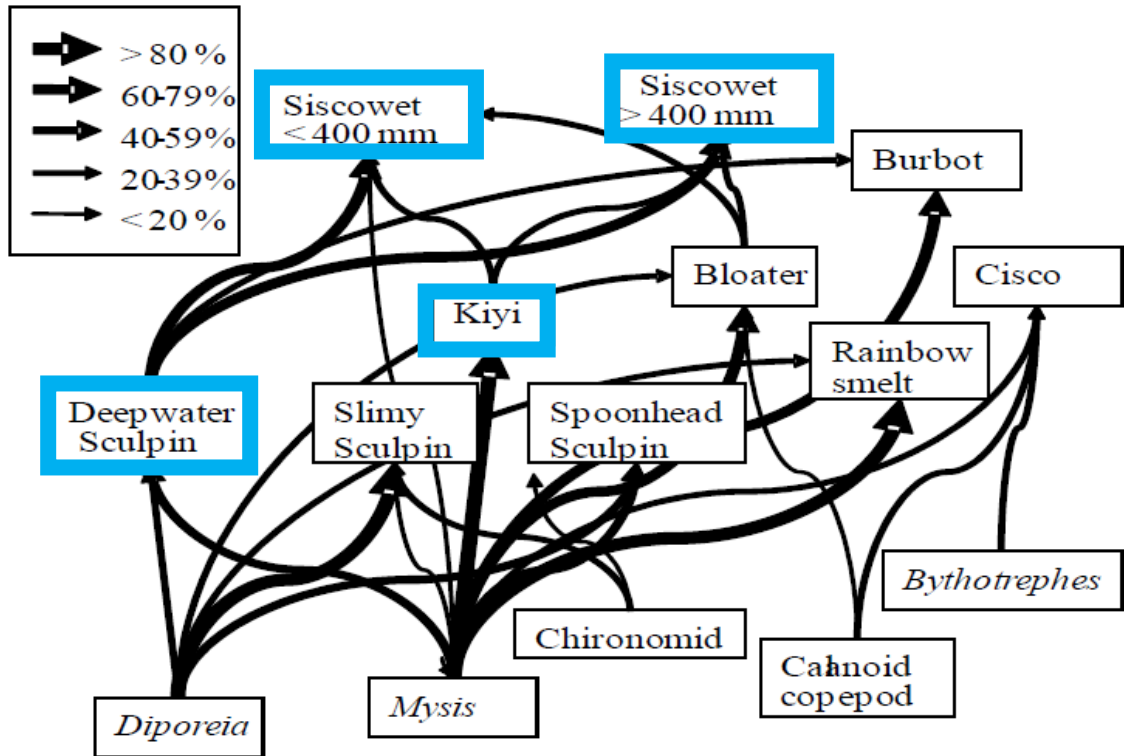 > 80 %
60-79%
40-59%
20-39%
< 20 %
Siscowet
< 400 mm
Siscowet
> 400 mm
Burbot
Bloater
Cisco
Kiyi
Rainbow
smelt
Deepwater
Sculpin
Slimy
Sculpin
Spoonhead
Sculpin
Bythotrephes
Chironomid
Calanoid
copepod
Mysis
Diporeia